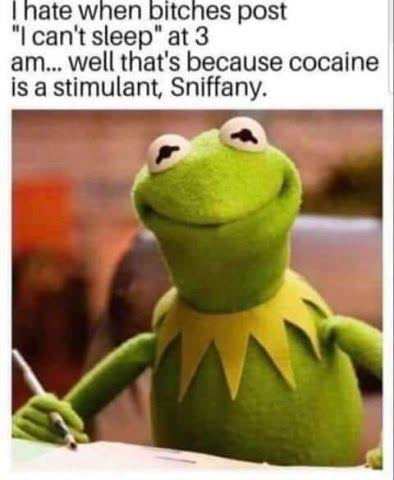 I hate when bitches post
"I can't sleep" at 3
am... well that's because cocaine
is a stimulant, Sniffany.